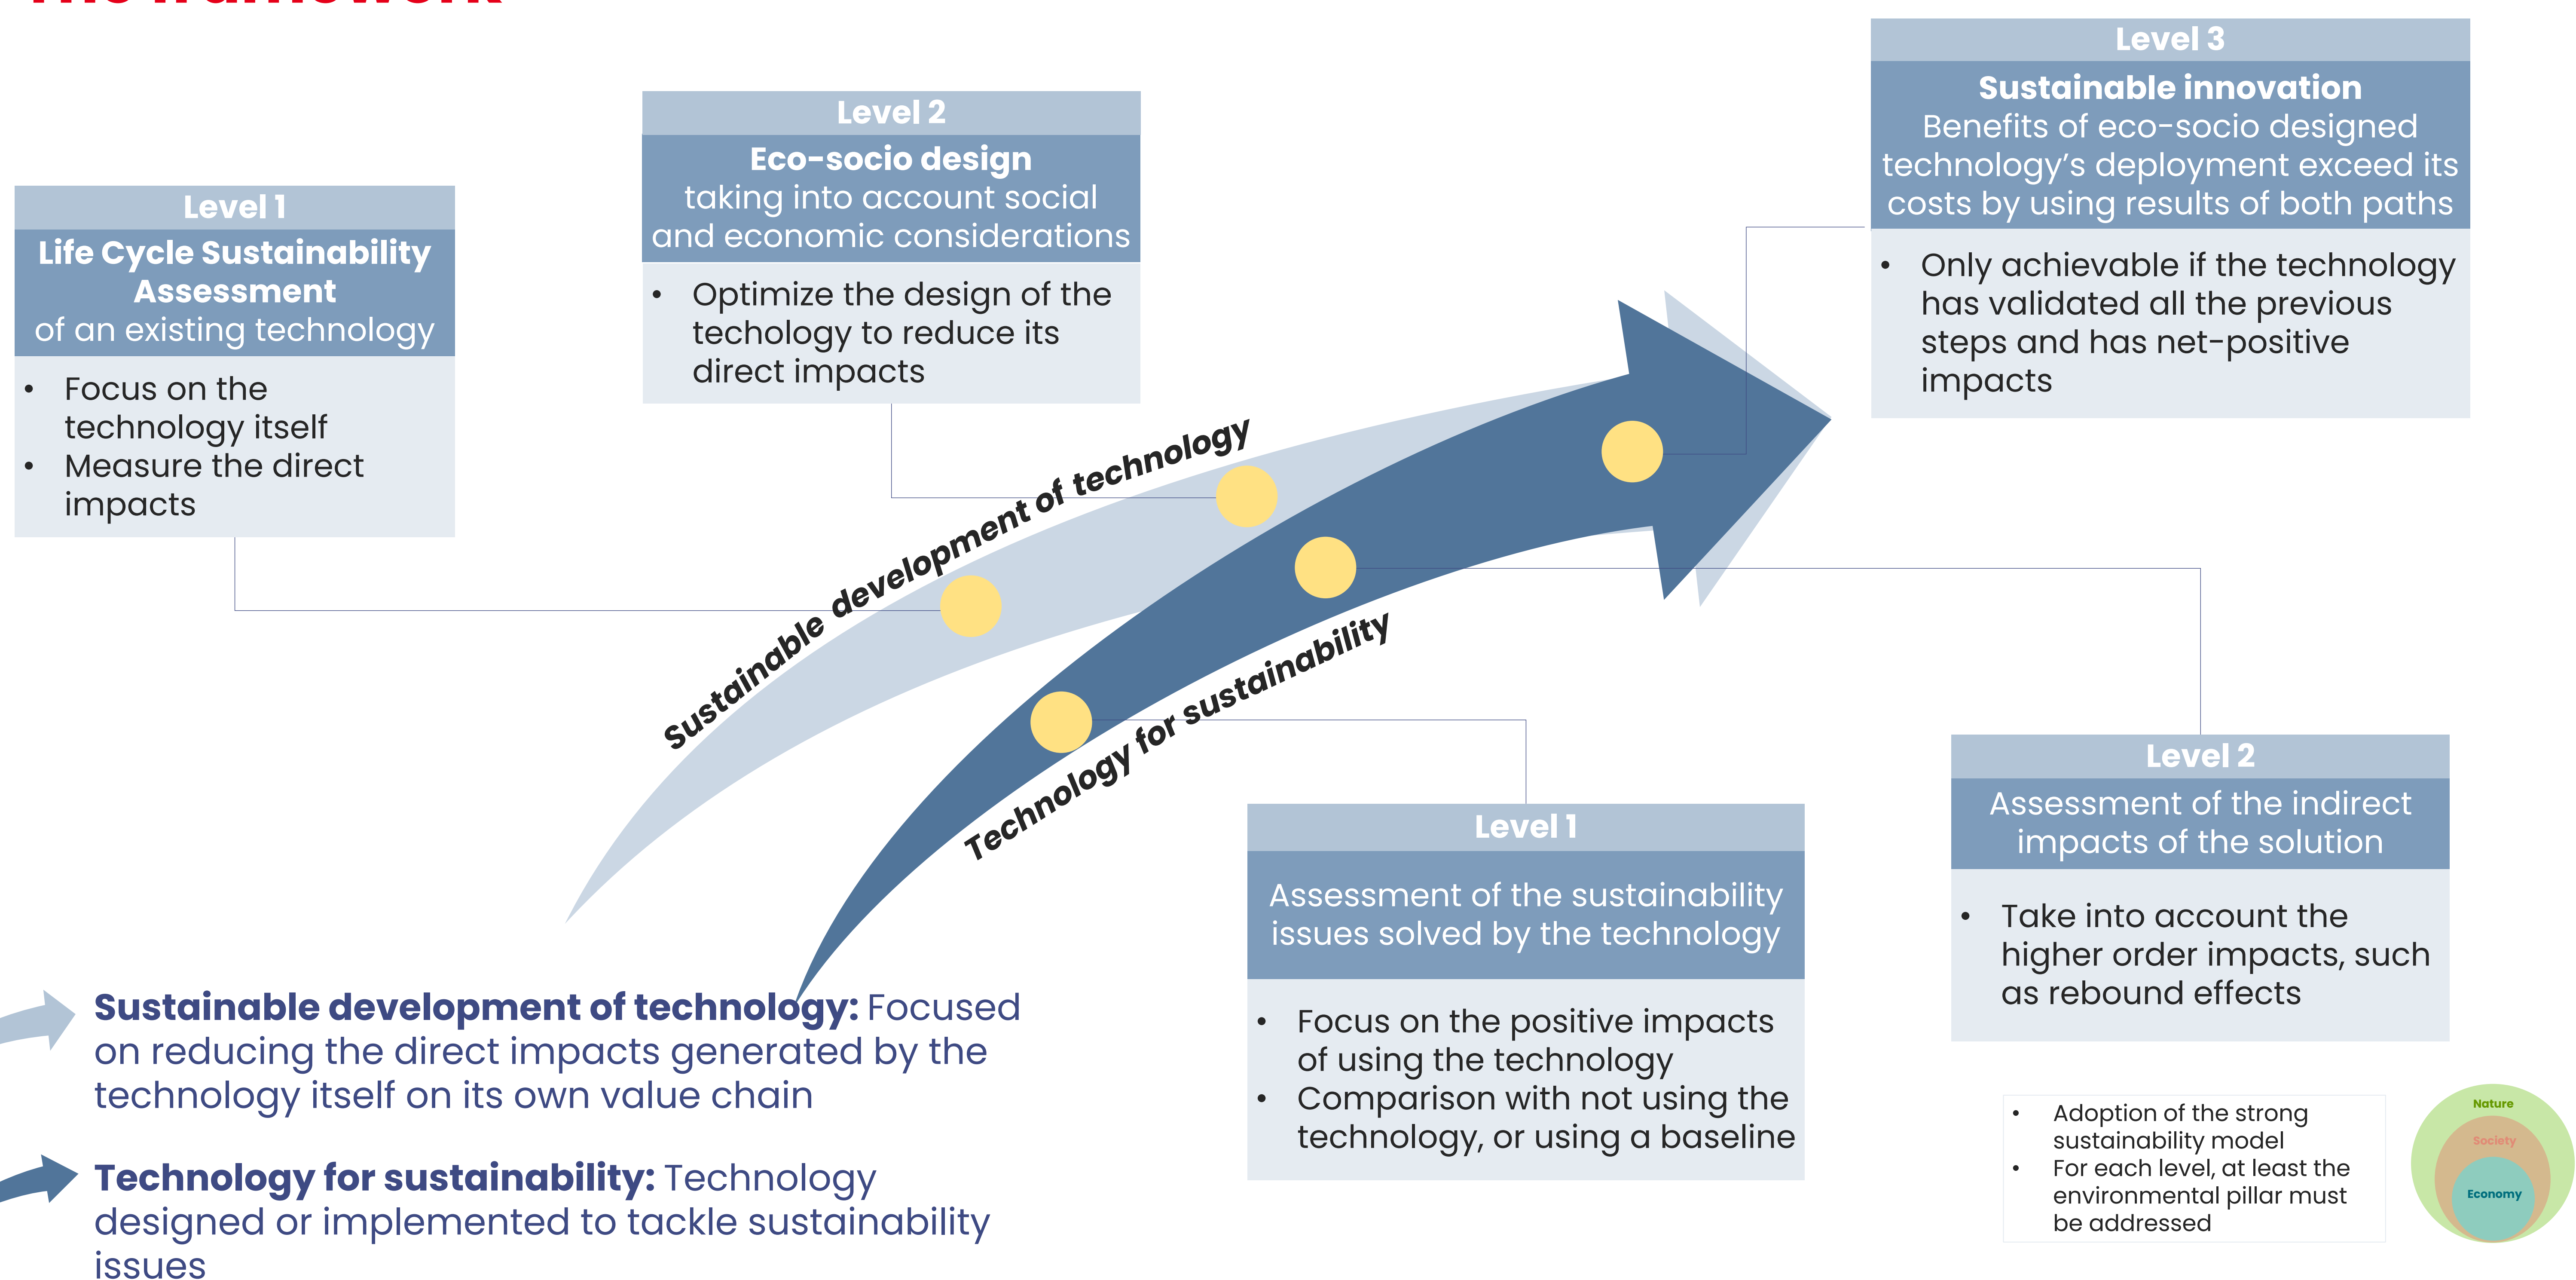 The framework
Level 3
Sustainable innovation
Benefits of eco-socio designed
technology's deployment exceed its
costs by using results of both paths
• Only achievable if the technology
has validated all the previous
steps and has net-positive
impacts
Level 2
Eco-socio design
taking into account social
and economic considerations
• Optimize the design of the
techology to reduce its
direct impacts
Level 1
Life Cycle Sustainability
Assessment
of an existing technology
• Focus on the
technology itself
• Measure the direct
impacts
Sustainable development of technology
Technology for sustainability
Level 1
Assessment of the sustainability
issues solved by the technology
• Focus on the positive impacts
of using the technology
• Comparison with not using the
technology, or using a baseline
Level 2
Assessment of the indirect
impacts of the solution
• Take into account the
higher order impacts, such
as rebound effects
Sustainable development of technology: Focused
on reducing the direct impacts generated by the
technology itself on its own value chain
Technology for sustainability: Technology
designed or implemented to tackle sustainability
issues
• Adoption of the strong
sustainability model
• For each level, at least the
environmental pillar must
be addressed
Nature
Society
Economy